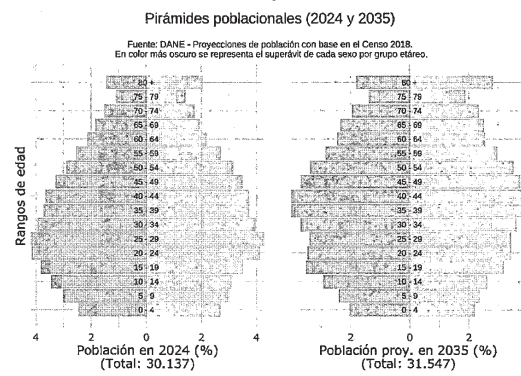 Pirámides poblacionales (2024 y 2035)
Fuente: DANE - Proyecciones de población con base en el Censo 2018.
En color más oscuro se representa el superávit de cada sexo por grupo etáreo.
Rangos de edad
80 +
75 - 79
70 - 74
65 - 69
60 - 64
55 - 59
50 - 54
45 - 49
40 - 44
35 - 39
30 - 34
25 - 29
20 - 24
15 - 19
10 - 14
5 - 9
0 - 4
4 2 0 2 4
Población en 2024 (%)
(Total: 30.137)
80 +
75 - 79
70 - 74
65 - 69
60 - 64
55 - 59
50 - 54
45 - 49
40 - 44
35 - 39
30 - 34
25 - 29
20 - 24
15 - 19
10 - 14
5 - 9
0 - 4
4 2 0 2
Población proy. en 2035 (%)
(Total: 31.547)